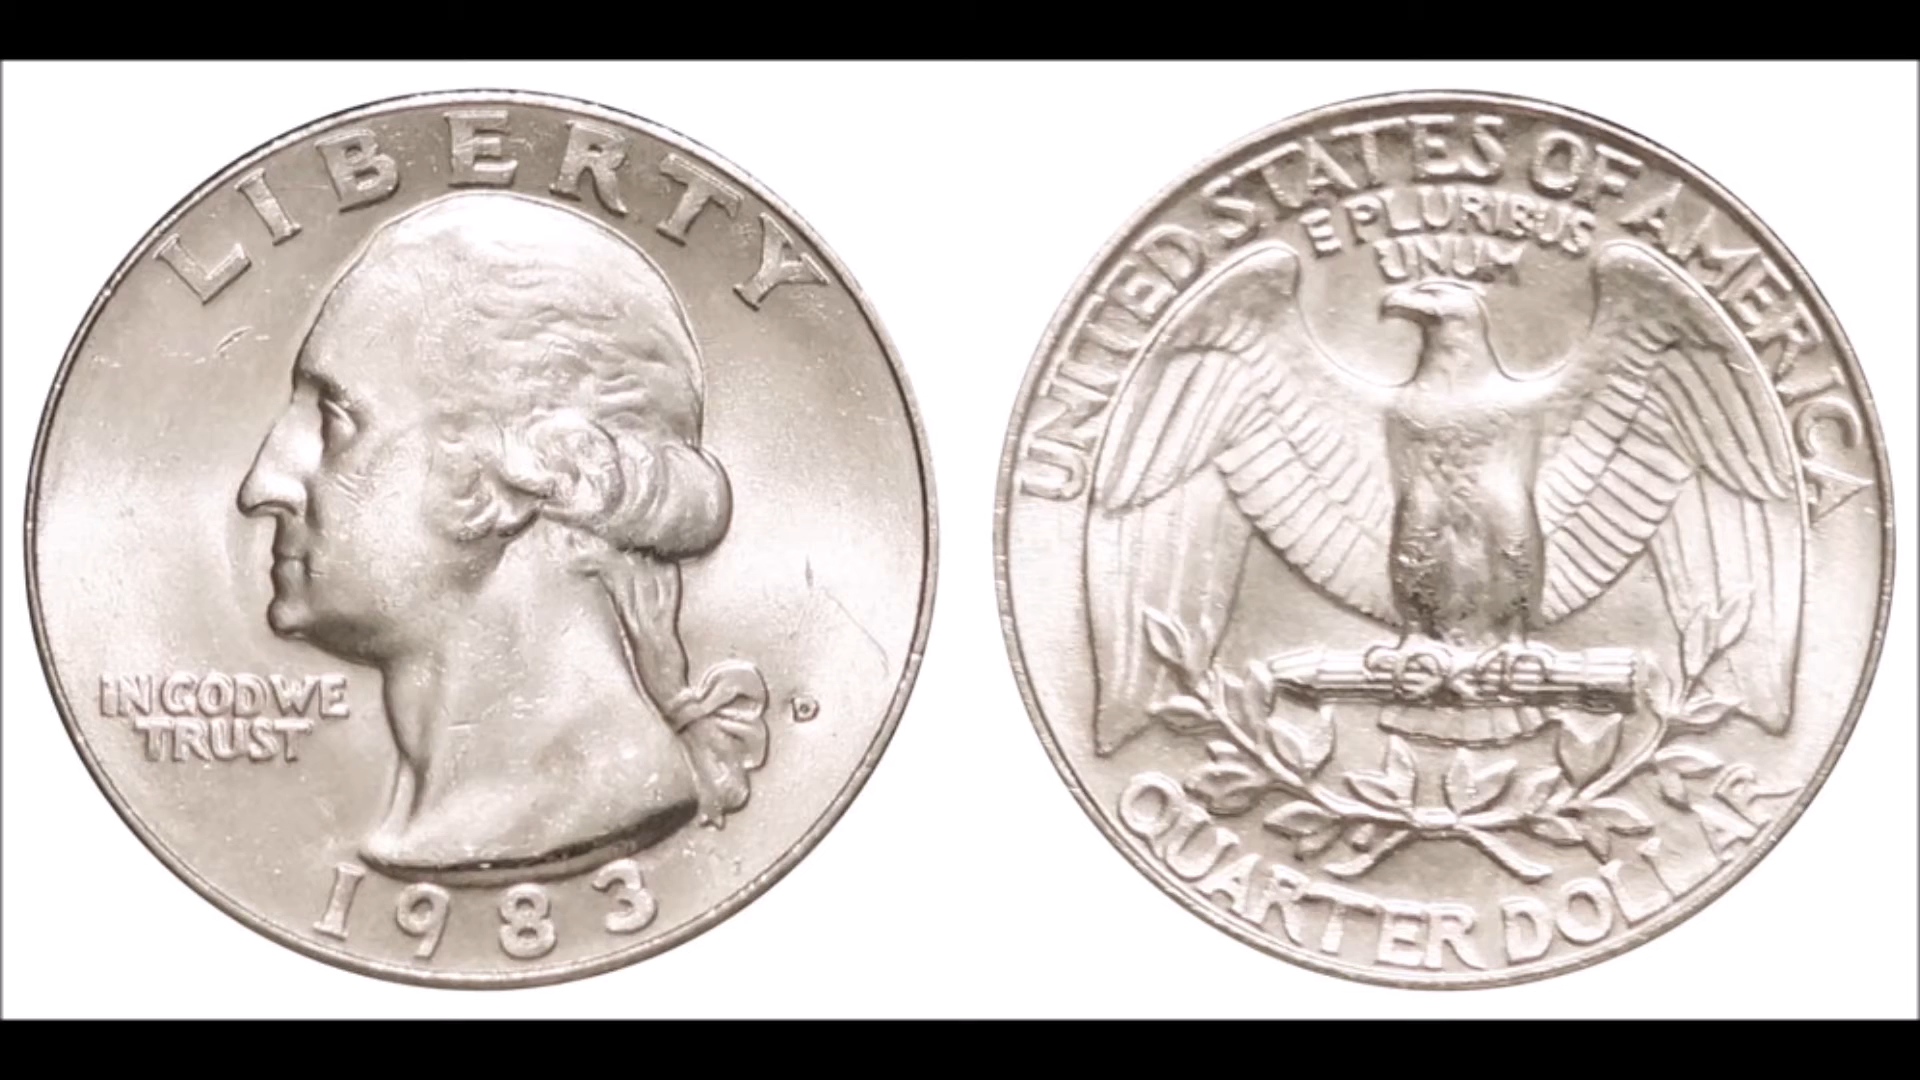 LIBERTY
IN GOD WE
TRUST
D
1983
UNITED STATES OF AMERICA
E PLURIBUS
UNUM
QUARTER DOLLAR